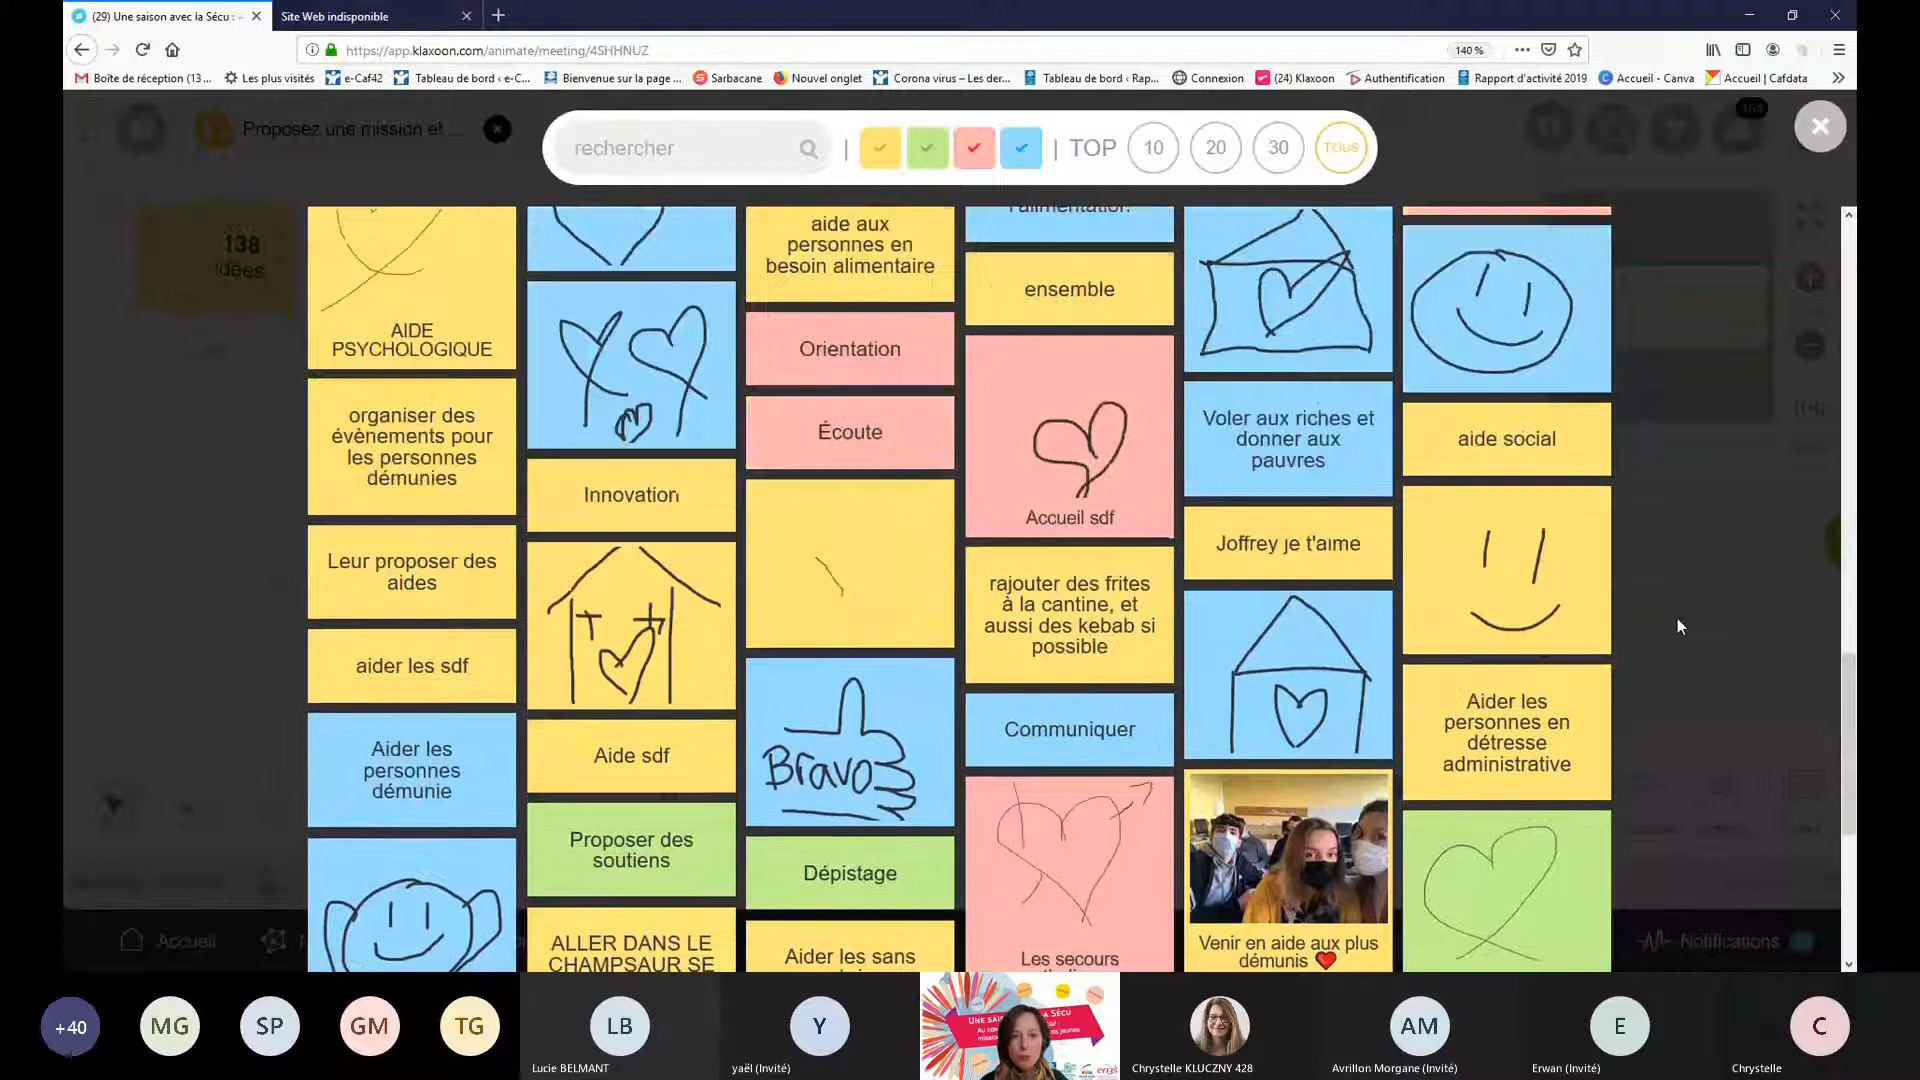 (29) Une saison avec la Sécu :
Site Web indisponible
https://app.klaxoon.com/animate/meeting/4SHHNUZ
140 %
Boîte de réception (13 ...
Les plus visités
e-Caf42
Tableau de bord ‹ e-C...
Bienvenue sur la page ...
Sarbacane
Nouvel onglet
Corona virus – Les der...
Tableau de bord ‹ Rap...
Connexion
(24) Klaxoon
Authentification
Rapport d'activité 2019
Accueil - Canva
Accueil | Cafdata
Proposez une mission et ...
rechercher
TOP
10
20
30
TOUS
138
Idées
AIDE
PSYCHOLOGIQUE
organiser des
évènements pour
les personnes
démunies
Leur proposer des
aides
aider les sdf
Aider les
personnes
démunie
Innovation
Aide sdf
Proposer des
soutiens
ALLER DANS LE
CHAMPSAUR SE
aide aux
personnes en
besoin alimentaire
Orientation
Écoute
Bravo
Dépistage
Aider les sans
l'alimentation.
ensemble
Accueil sdf
rajouter des frites
à la cantine, et
aussi des kebab si
possible
Communiquer
Les secours
Voler aux riches et
donner aux
pauvres
Joffrey je t'aime
Venir en aide aux plus
démunis ❤
aide social
Aider les
personnes en
détresse
administrative
Accueil
Notifications
+40
MG
SP
GM
TG
LB
Lucie BELMANT
Y
yaël (Invité)
Chrystelle KLUCZNY 428
AM
Avrillon Morgane (Invité)
E
Erwan (Invité)
C
Chrystelle